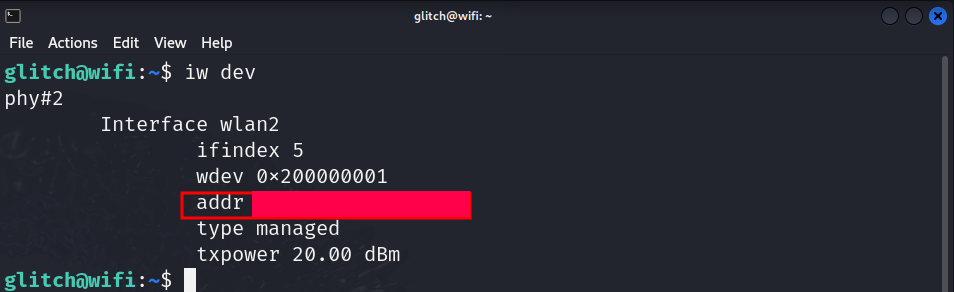 glitch@wifi: ~
File Actions Edit View Help
glitch@wifi:~$ iw dev
phy#2
Interface wlan2
ifindex 5
wdev 0×200000001
addr
type managed
txpower 20.00 dBm
glitch@wifi:~$